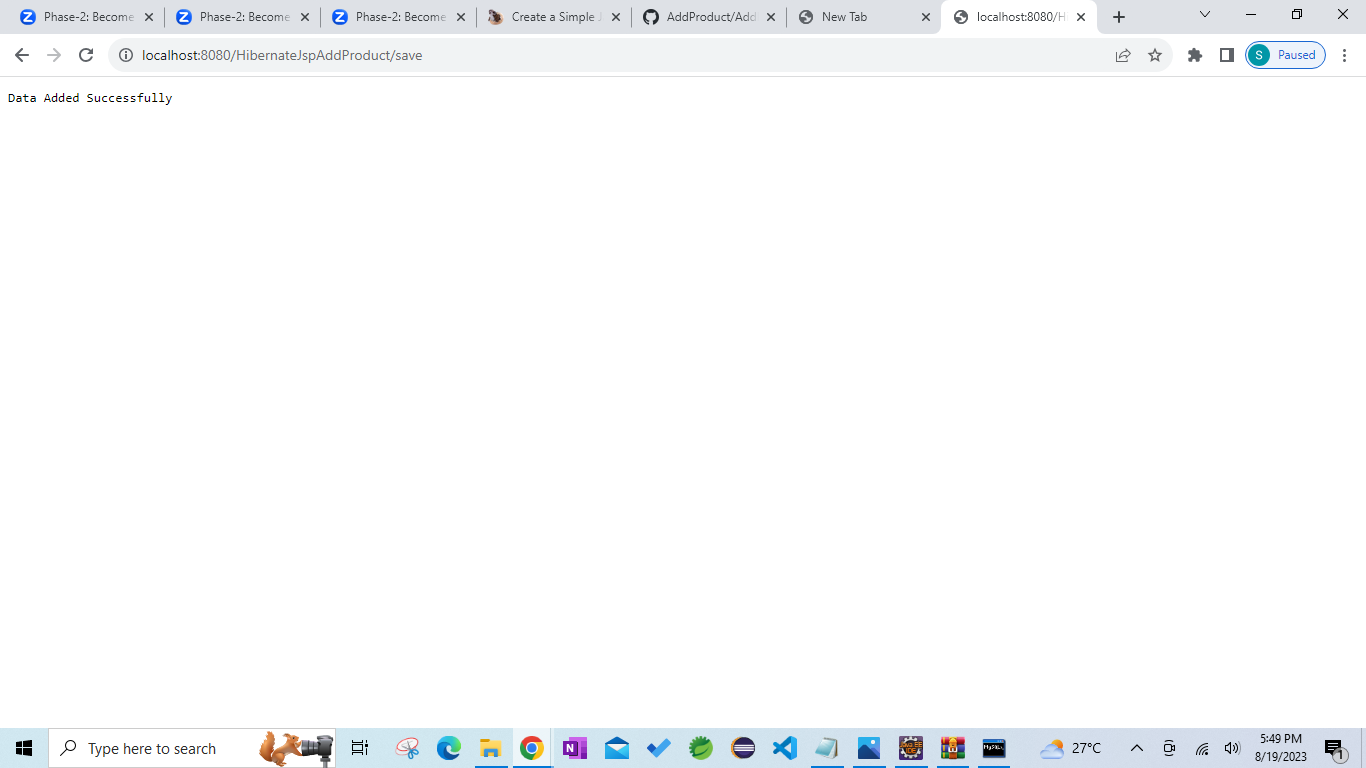 Phase-2: Become
Phase-2: Become
Phase-2: Become
Create a Simple J
AddProduct/Add
New Tab
localhost:8080/Hi
localhost:8080/HibernateJspAddProduct/save
S Paused
Data Added Successfully
Type here to search
27°C
5:49 PM
8/19/2023
1